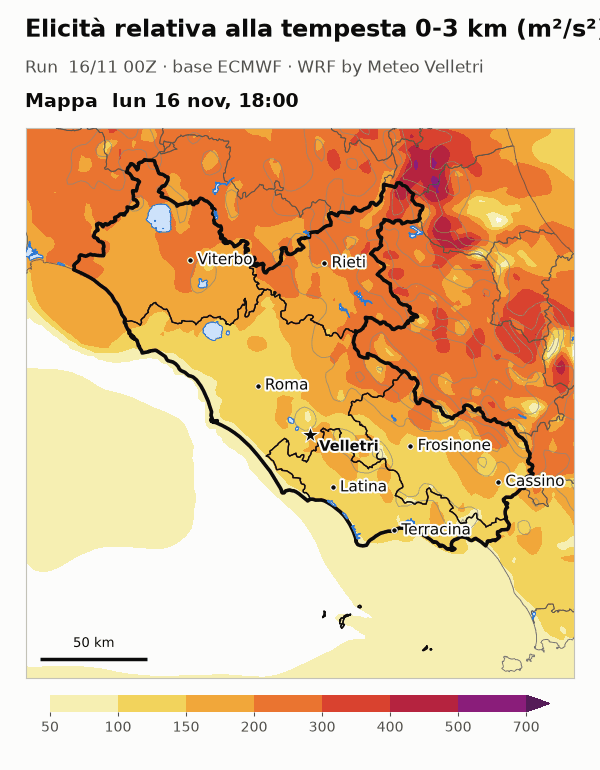 Elicità relativa alla tempesta 0-3 km (m²/s²)
Run 16/11 00Z · base ECMWF · WRF by Meteo Velletri
Mappa lun 16 nov, 18:00
Viterbo
Rieti
Roma
Velletri
Frosinone
Cassino
Latina
Terracina
50 km
50 100 150 200 300 400 500 700